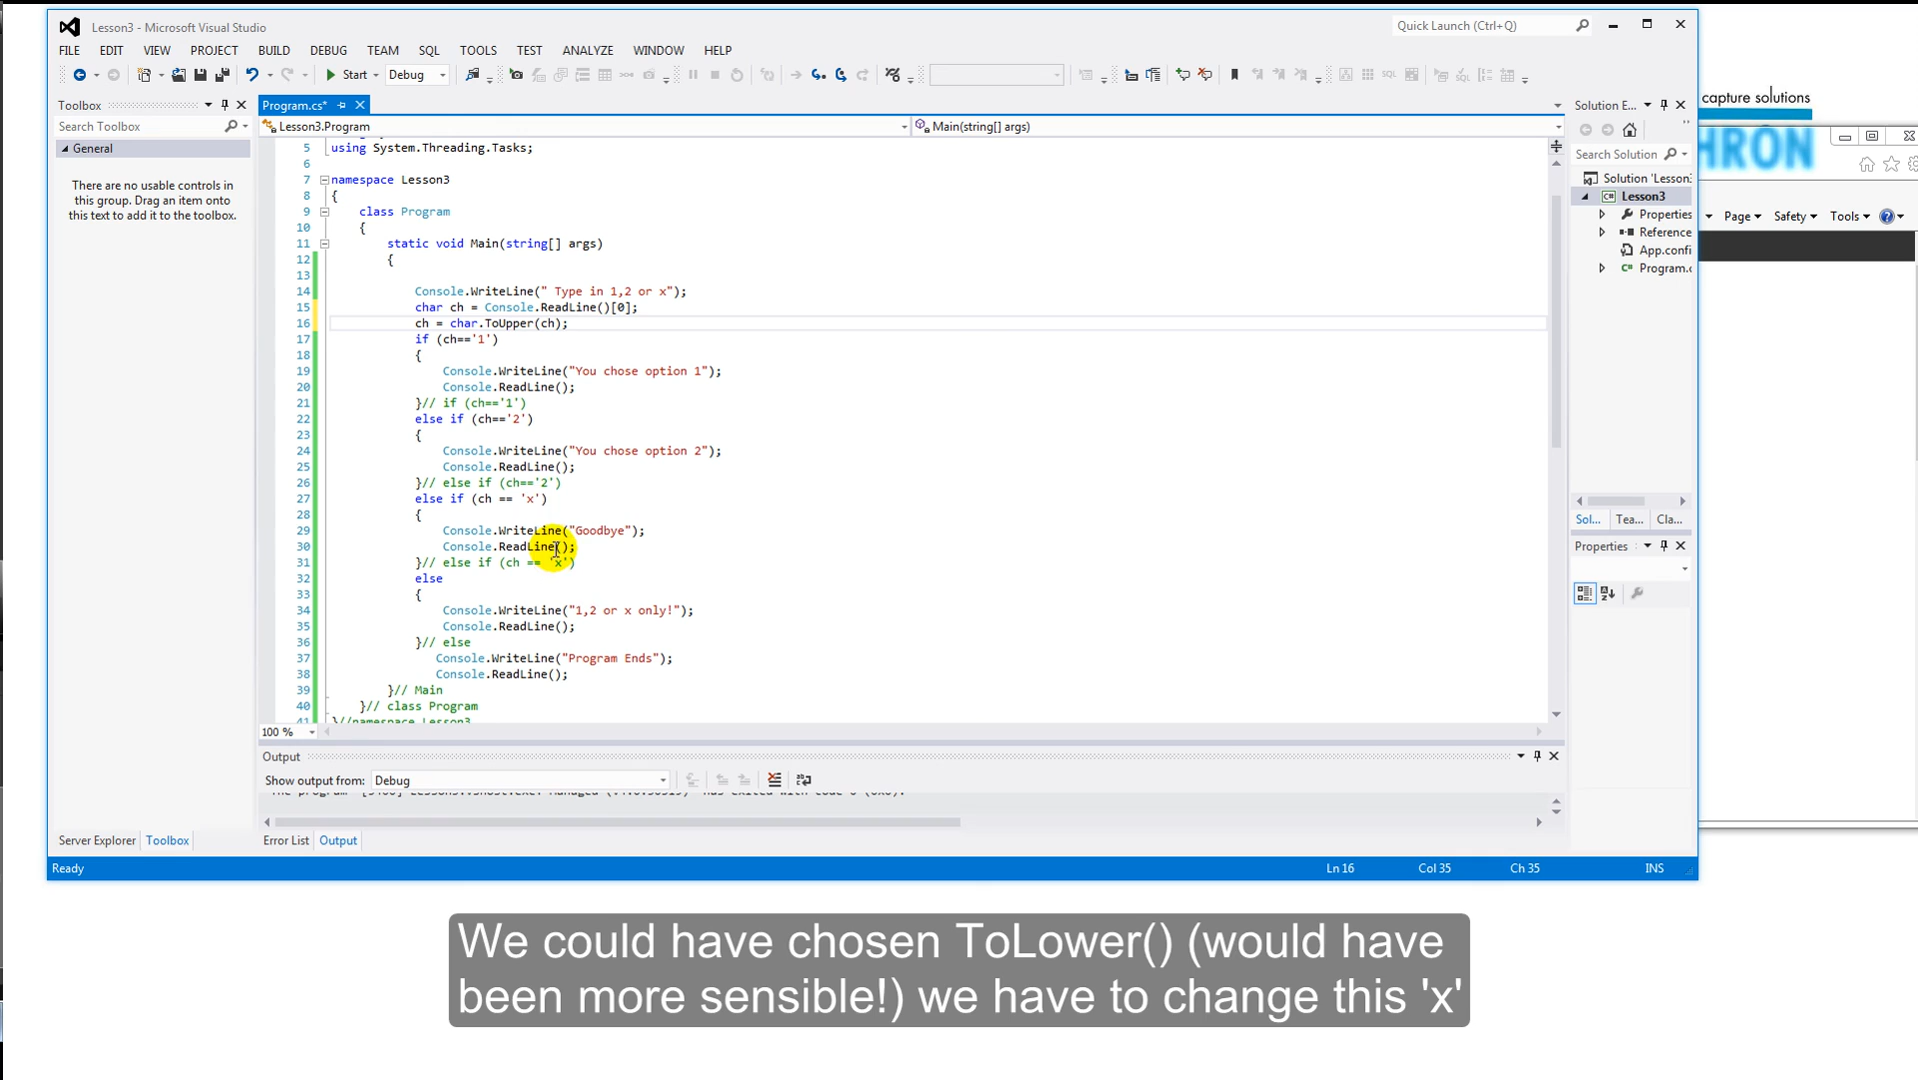 Lesson3 - Microsoft Visual Studio
Quick Launch (Ctrl+Q)
FILE EDIT VIEW PROJECT BUILD DEBUG TEAM SQL TOOLS TEST ANALYZE WINDOW HELP
Start Debug
SQL
Toolbox
Search Toolbox
General
There are no usable controls in
this group. Drag an item onto
this text to add it to the toolbox.
Server Explorer Toolbox
Program.cs*
Lesson3.Program Main(string[] args)
5 using System.Threading.Tasks;
6
7 namespace Lesson3
8 {
9 class Program
10 {
11 static void Main(string[] args)
12 {
13
14 Console.WriteLine(" Type in 1,2 or x");
15 char ch = Console.ReadLine()[0];
16 ch = char.ToUpper(ch);
17 if (ch=='1')
18 {
19 Console.WriteLine("You chose option 1");
20 Console.ReadLine();
21 }// if (ch=='1')
22 else if (ch=='2')
23 {
24 Console.WriteLine("You chose option 2");
25 Console.ReadLine();
26 }// else if (ch=='2')
27 else if (ch == 'x')
28 {
29 Console.WriteLine("Goodbye");
30 Console.ReadLine();
31 }// else if (ch == 'x')
32 else
33 {
34 Console.WriteLine("1,2 or x only!");
35 Console.ReadLine();
36 }// else
37 Console.WriteLine("Program Ends");
38 Console.ReadLine();
39 }// Main
40 }// class Program
41 }//namespace Lesson3
100 %
Output
Show output from: Debug
Error List Output
Solution E...
Search Solution
Solution 'Lesson
Lesson3
Properties
Reference
App.confi
Program.c
Sol... Tea... Cla...
Properties
Ready Ln 16 Col 35 Ch 35 INS
capture solutions
HRON
Page Safety Tools
We could have chosen ToLower() (would have
been more sensible!) we have to change this 'x'